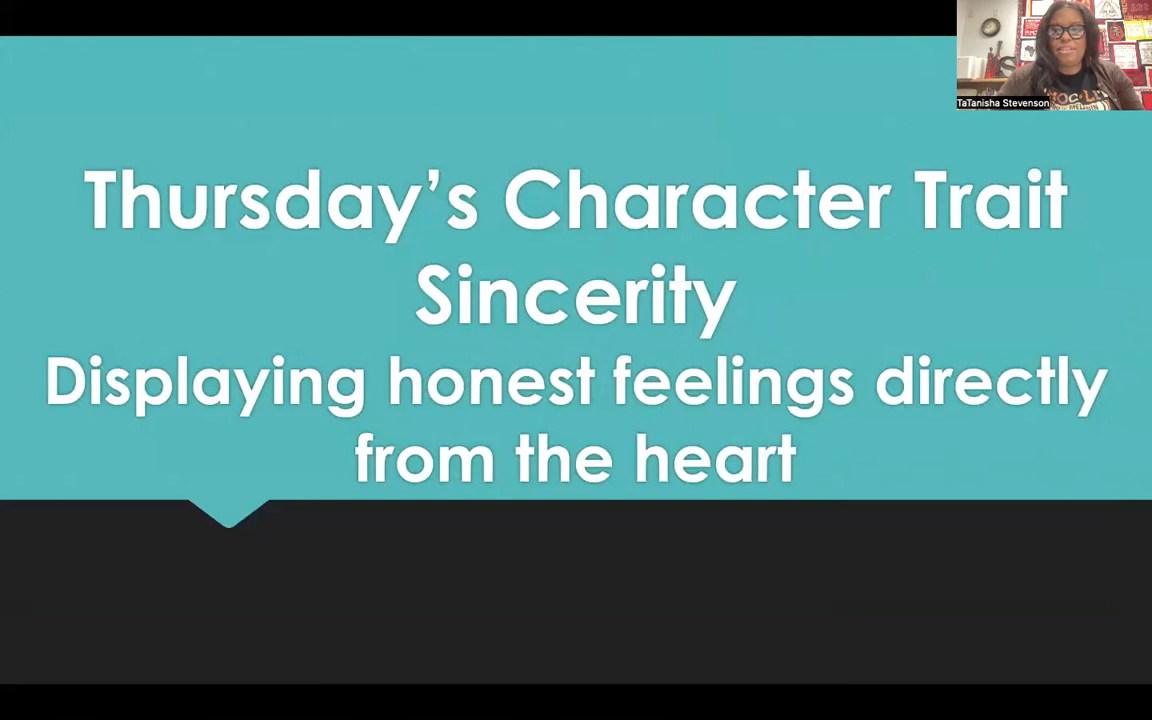 TaTanisha Stevenson
Thursday’s Character Trait
Sincerity
Displaying honest feelings directly
from the heart